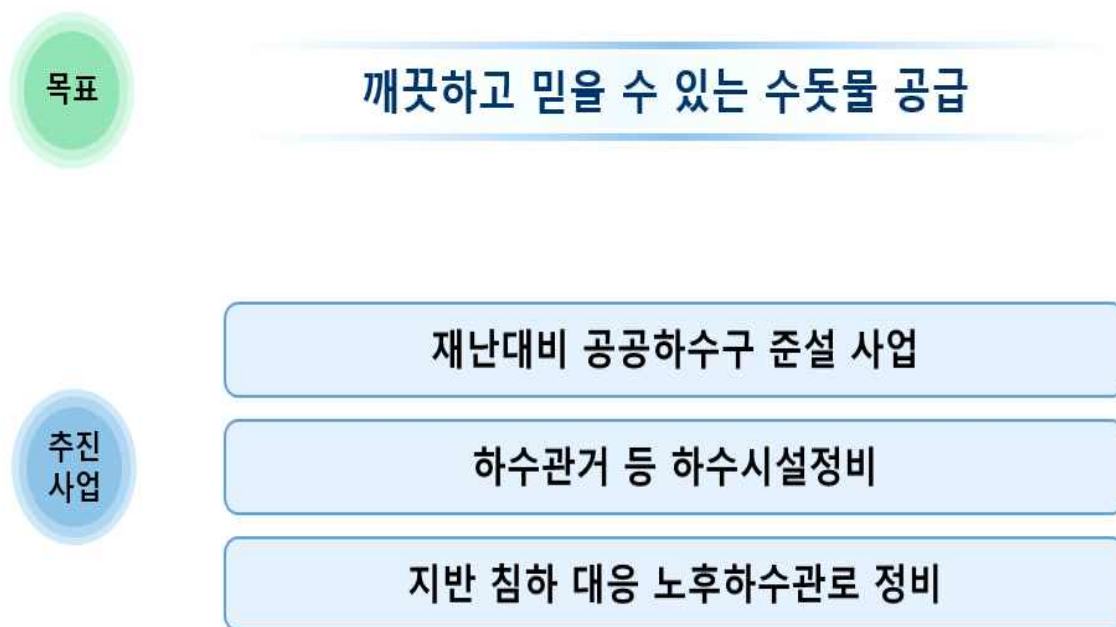 목표
깨끗하고 믿을 수 있는 수돗물 공급
재난대비 공공하수구 준설 사업
추진
사업
하수관거 등 하수시설정비
지반 침하 대응 노후하수관로 정비